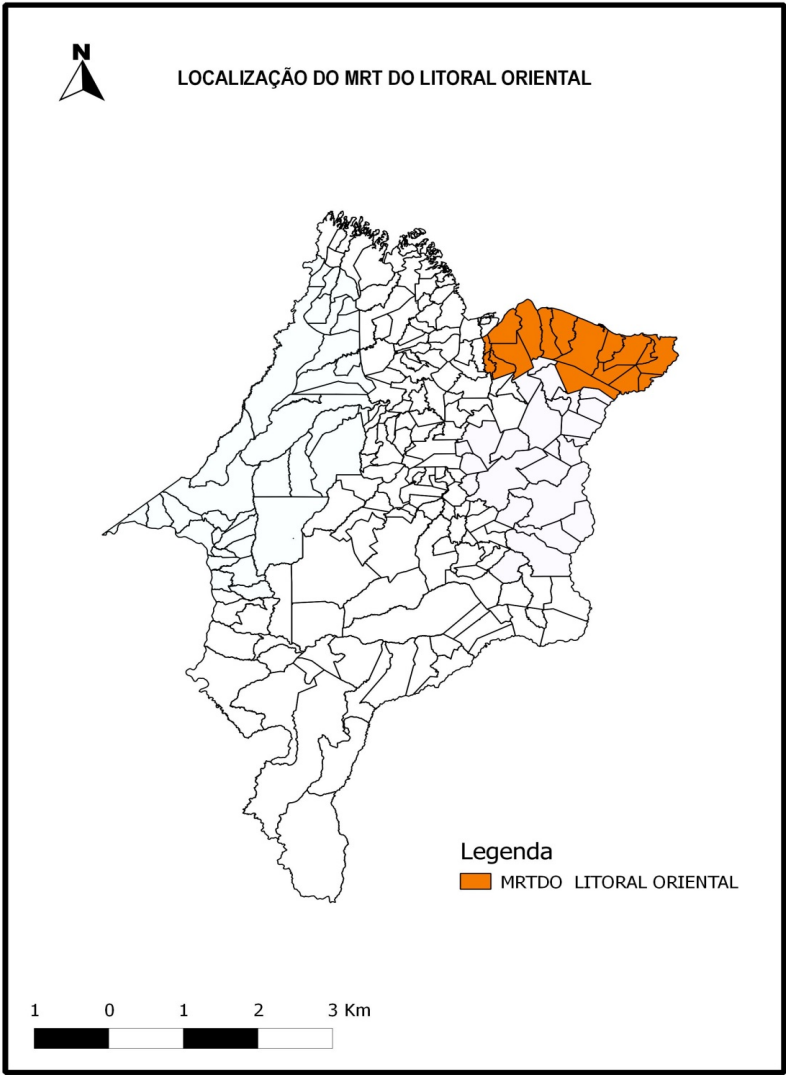 N
LOCALIZAÇÃO DO MRT DO LITORAL ORIENTAL
Legenda
MRTDO LITORAL ORIENTAL
1 0 1 2 3 Km